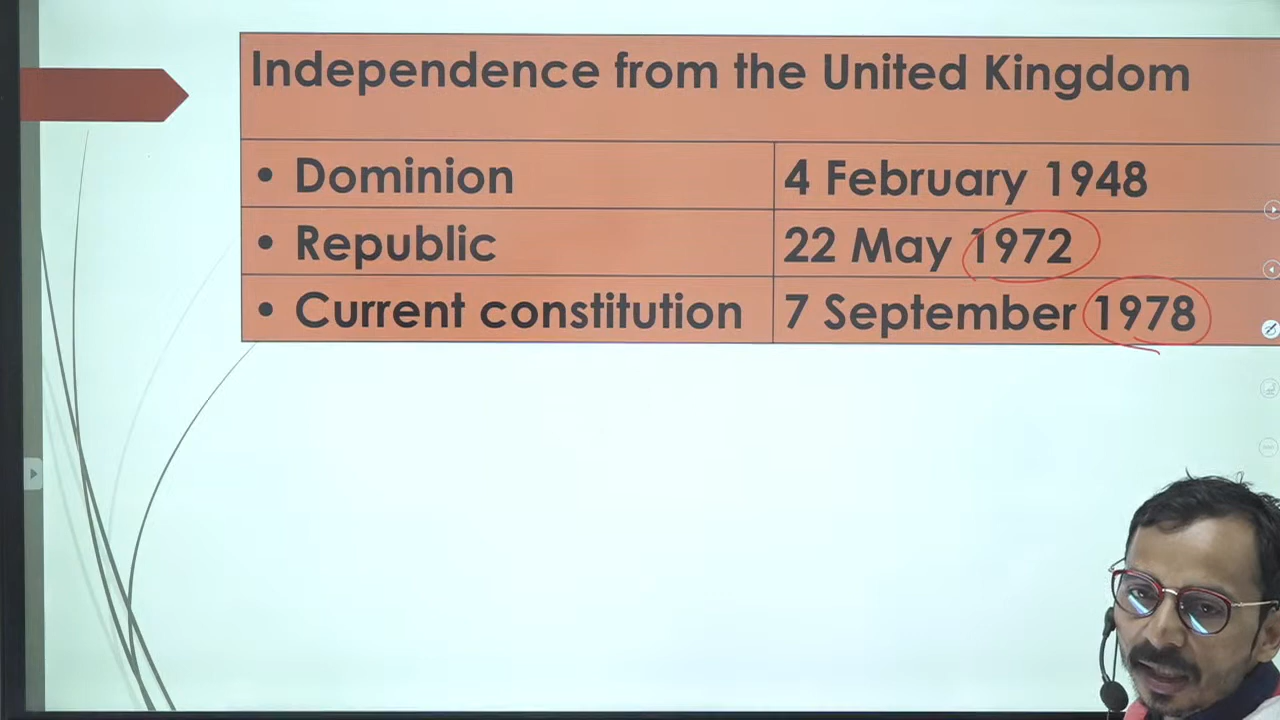 Independence from the United Kingdom
• Dominion 4 February 1948
• Republic 22 May 1972
• Current constitution 7 September 1978